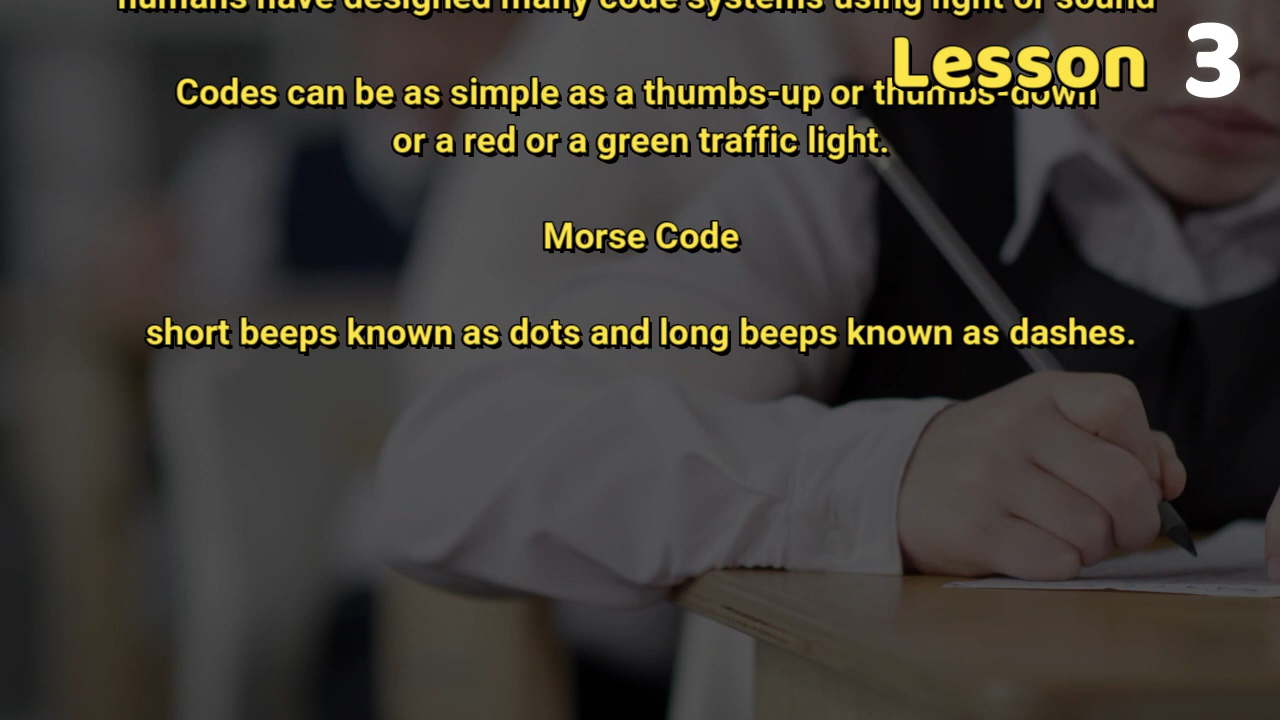 humans have designed many code systems using light or sound
Lesson 3
Codes can be as simple as a thumbs-up or thumbs-down
or a red or a green traffic light.
Morse Code
short beeps known as dots and long beeps known as dashes.